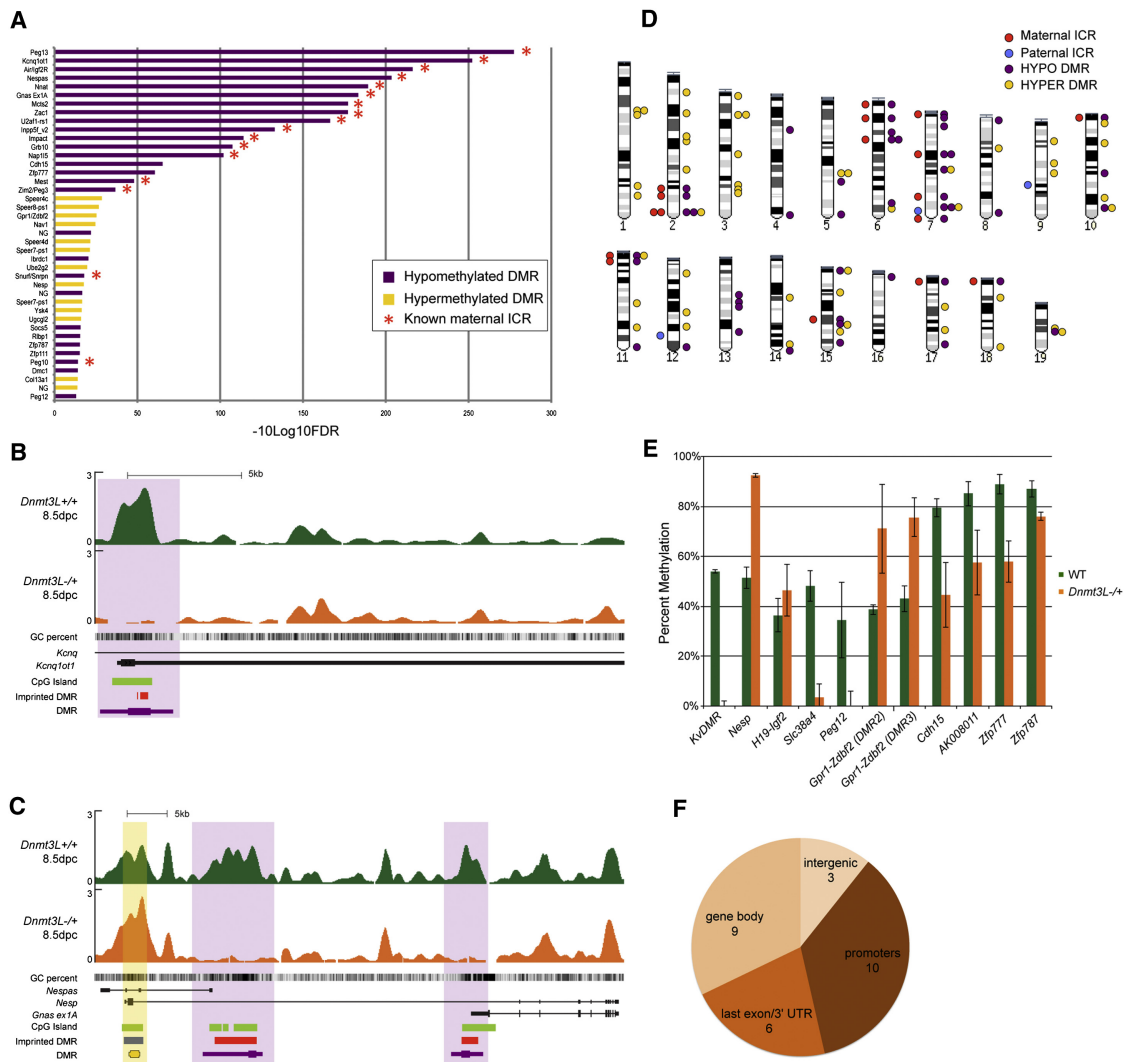 A
Peg13
Kcnq1ot1
Air/Igf2R
Nespas
Nnat
Gnas Ex1A
Mcts2
Zac1
U2af1-rs1
Inpp5f_v2
Impact
Grb10
Nap1l5
Cdh15
Zfp777
Mest
Zim2/Peg3
Speer4c
Speer8-ps1
Gpr1/Zdbf2
Nav1
NG
Speer4d
Speer7-ps1
Ibrdc1
Ube2g2
Snurf/Snrpn
Nesp
NG
Speer7-ps1
Ysk4
Ugcgl2
Socs5
Rlbp1
Zfp787
Zfp111
Peg10
Dmc1
Col13a1
NG
Peg12
Hypomethylated DMR
Hypermethylated DMR
* Known maternal ICR
0 50 100 150 200 250 300
-10Log10FDR
B
3
5kb
Dnmt3L+/+
8.5dpc
0
3
Dnmt3L-/+
8.5dpc
0
GC percent
Kcnq
Kcnq1ot1
CpG Island
Imprinted DMR
DMR
C
3
5kb
Dnmt3L+/+
8.5dpc
0
3
Dnmt3L-/+
8.5dpc
0
GC percent
Nespas
Nesp
Gnas ex1A
CpG Island
Imprinted DMR
DMR
D
Maternal ICR
Paternal ICR
HYPO DMR
HYPER DMR
1 2 3 4 5 6 7 8 9 10
11 12 13 14 15 16 17 18 19
E
100%
80%
60%
40%
20%
0%
Percent Methylation
WT
Dnmt3L-/+
KvDMR
Nesp
H19-Igf2
Slc38a4
Peg12
Gpr1-Zdbf2 (DMR2)
Gpr1-Zdbf2 (DMR3)
Cdh15
AK008011
Zfp777
Zfp787
F
intergenic
3
gene body
9
promoters
10
last exon/3' UTR
6